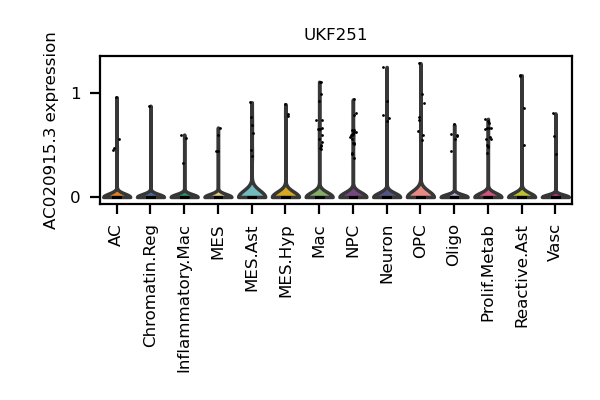 UKF251
AC020915.3 expression
1
0
AC
Chromatin.Reg
Inflammatory.Mac
MES
MES.Ast
MES.Hyp
Mac
NPC
Neuron
OPC
Oligo
Prolif.Metab
Reactive.Ast
Vasc